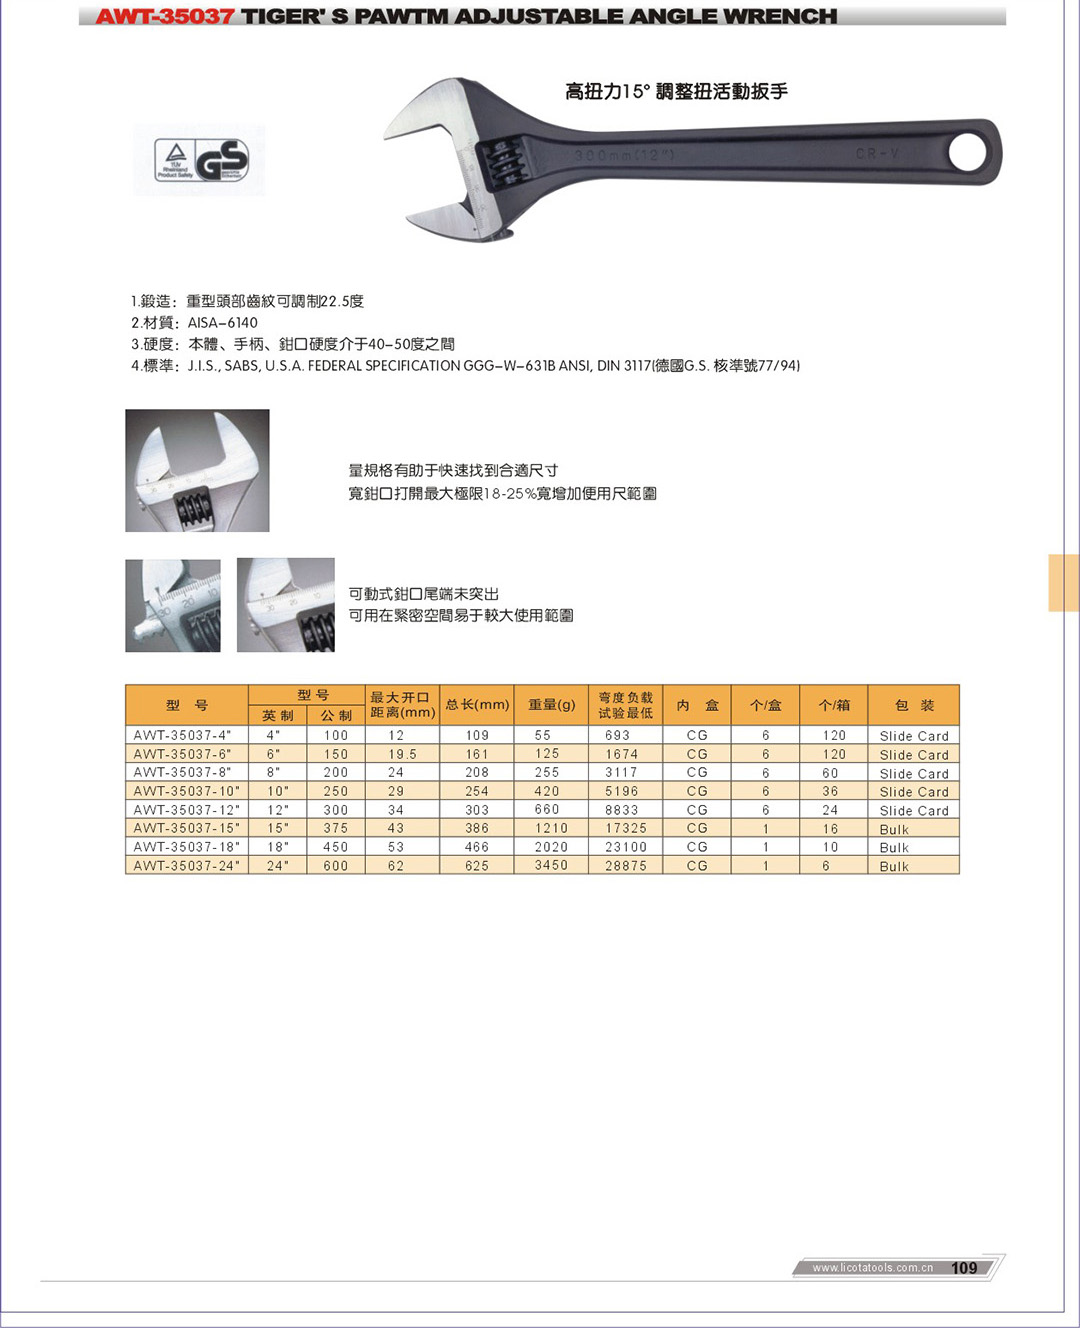 AWT-35037 TIGER' S PAWTM ADJUSTABLE ANGLE WRENCH
高扭力15° 調整扭活動扳手
300mm(12")
CR-V
TÜV
Rheinland
Product Safety
GS
1.鍛造：重型頭部齒紋可調制22.5度
2.材質：AISA-6140
3.硬度：本體、手柄、鉗口硬度介于40-50度之間
4.標準：J.I.S., SABS, U.S.A. FEDERAL SPECIFICATION GGG-W-631B ANSI, DIN 3117(德國G.S. 核準號77/94)
量規格有助于快速找到合適尺寸
寬鉗口打開最大極限18-25%寬增加便用尺範圍
30 20 10
可動式鉗口尾端未突出
可用在緊密空間易于較大使用範圍
型 号 型 号 最大开口 总长(mm) 重量(g) 弯度负载 内 盒 个/盒 个/箱 包 装
英 制 公 制 距离(mm) 试验最低
AWT-35037-4" 4" 100 12 109 55 693 CG 6 120 Slide Card
AWT-35037-6" 6" 150 19.5 161 125 1674 CG 6 120 Slide Card
AWT-35037-8" 8" 200 24 208 255 3117 CG 6 60 Slide Card
AWT-35037-10" 10" 250 29 254 420 5196 CG 6 36 Slide Card
AWT-35037-12" 12" 300 34 303 660 8833 CG 6 24 Slide Card
AWT-35037-15" 15" 375 43 386 1210 17325 CG 1 16 Bulk
AWT-35037-18" 18" 450 53 466 2020 23100 CG 1 10 Bulk
AWT-35037-24" 24" 600 62 625 3450 28875 CG 1 6 Bulk
www.licotatools.com.cn 109